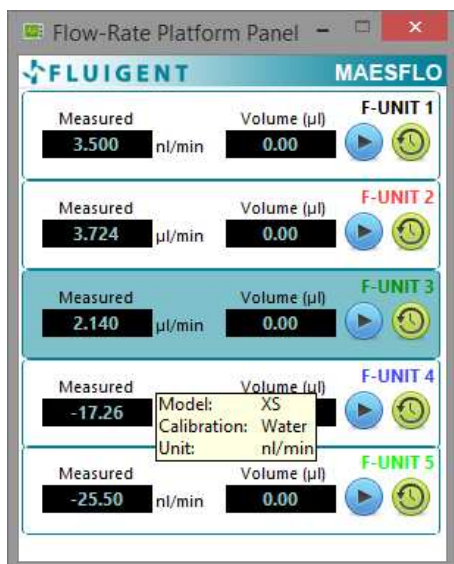 Flow-Rate Platform Panel
FLUIGENT MAESFLO
F-UNIT 1
Measured Volume (µl)
3.500 nl/min 0.00
F-UNIT 2
Measured Volume (µl)
3.724 µl/min 0.00
F-UNIT 3
Measured Volume (µl)
2.140 µl/min 0.00
F-UNIT 4
Measured Volume (µl)
-17.26
Model: XS
Calibration: Water
Unit: nl/min
F-UNIT 5
Measured Volume (µl)
-25.50 nl/min 0.00